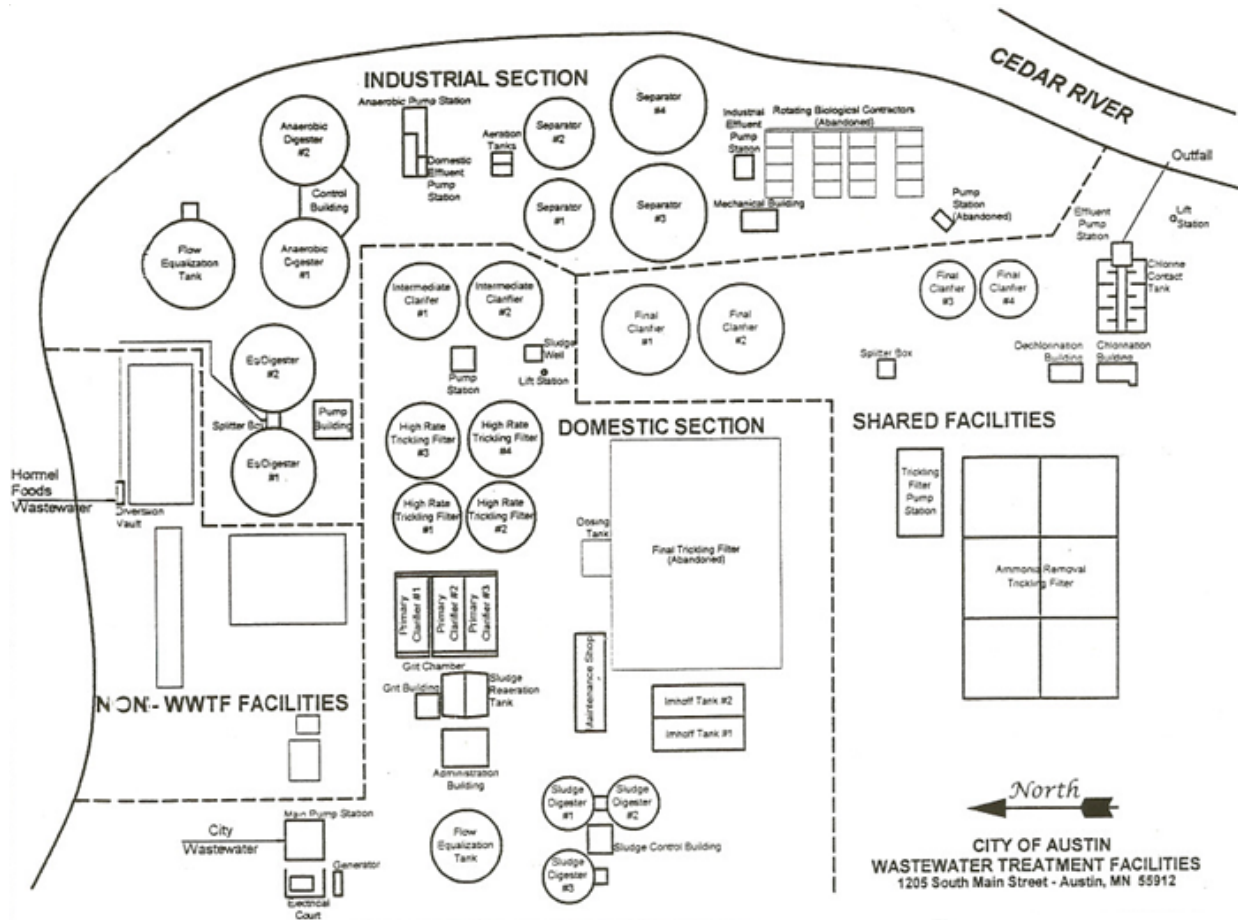 CEDAR RIVER
INDUSTRIAL SECTION
Anaerobic Pump Station
Anaerobic
Digester
#2
Control
Building
Anaerobic
Digester
#1
Flow
Equalization
Tank
Domestic
Effluent
Pump
Station
Aeration
Tanks
Separator
#2
Separator
#1
Separator
#4
Separator
#3
Industrial
Effluent
Pump
Station
Rotating Biological Contractors
(Abandoned)
Mechanical Building
Pump
Station
(Abandoned)
Outfall
Effluent
Pump
Station
Lift
Station
Chlorine
Contact
Tank
Intermediate
Clarifier
#1
Intermediate
Clarifier
#2
Final
Clarifier
#1
Final
Clarifier
#2
Final
Clarifier
#3
Final
Clarifier
#4
Splitter Box
Dechlorination
Building
Chlorination
Building
Pump
Station
Sludge
Well
Lift Station
Eq/Digester
#2
Splitter Box
Pump
Building
Eq/Digester
#1
Hormel
Foods
Wastewater
Diversion
Vault
High Rate
Trickling Filter
#3
High Rate
Trickling Filter
#4
High Rate
Trickling Filter
#1
High Rate
Trickling Filter
#2
DOMESTIC SECTION
SHARED FACILITIES
Dosing
Tank
Final Trickling Filter
(Abandoned)
Trickling
Filter
Pump
Station
Ammonia Removal
Trickling Filter
Primary
Clarifier #1
Primary
Clarifier #2
Primary
Clarifier #3
Grit Chamber
Grit Building
Sludge
Reaeration
Tank
Administration
Building
Maintenance Shop
Imhoff Tank #2
Imhoff Tank #1
NON - WWTF FACILITIES
Main Pump Station
City
Wastewater
Generator
Electrical
Court
Flow
Equalization
Tank
Sludge
Digester
#1
Sludge
Digester
#2
Sludge Control Building
Sludge
Digester
#3
North
CITY OF AUSTIN
WASTEWATER TREATMENT FACILITIES
1205 South Main Street - Austin, MN 55912